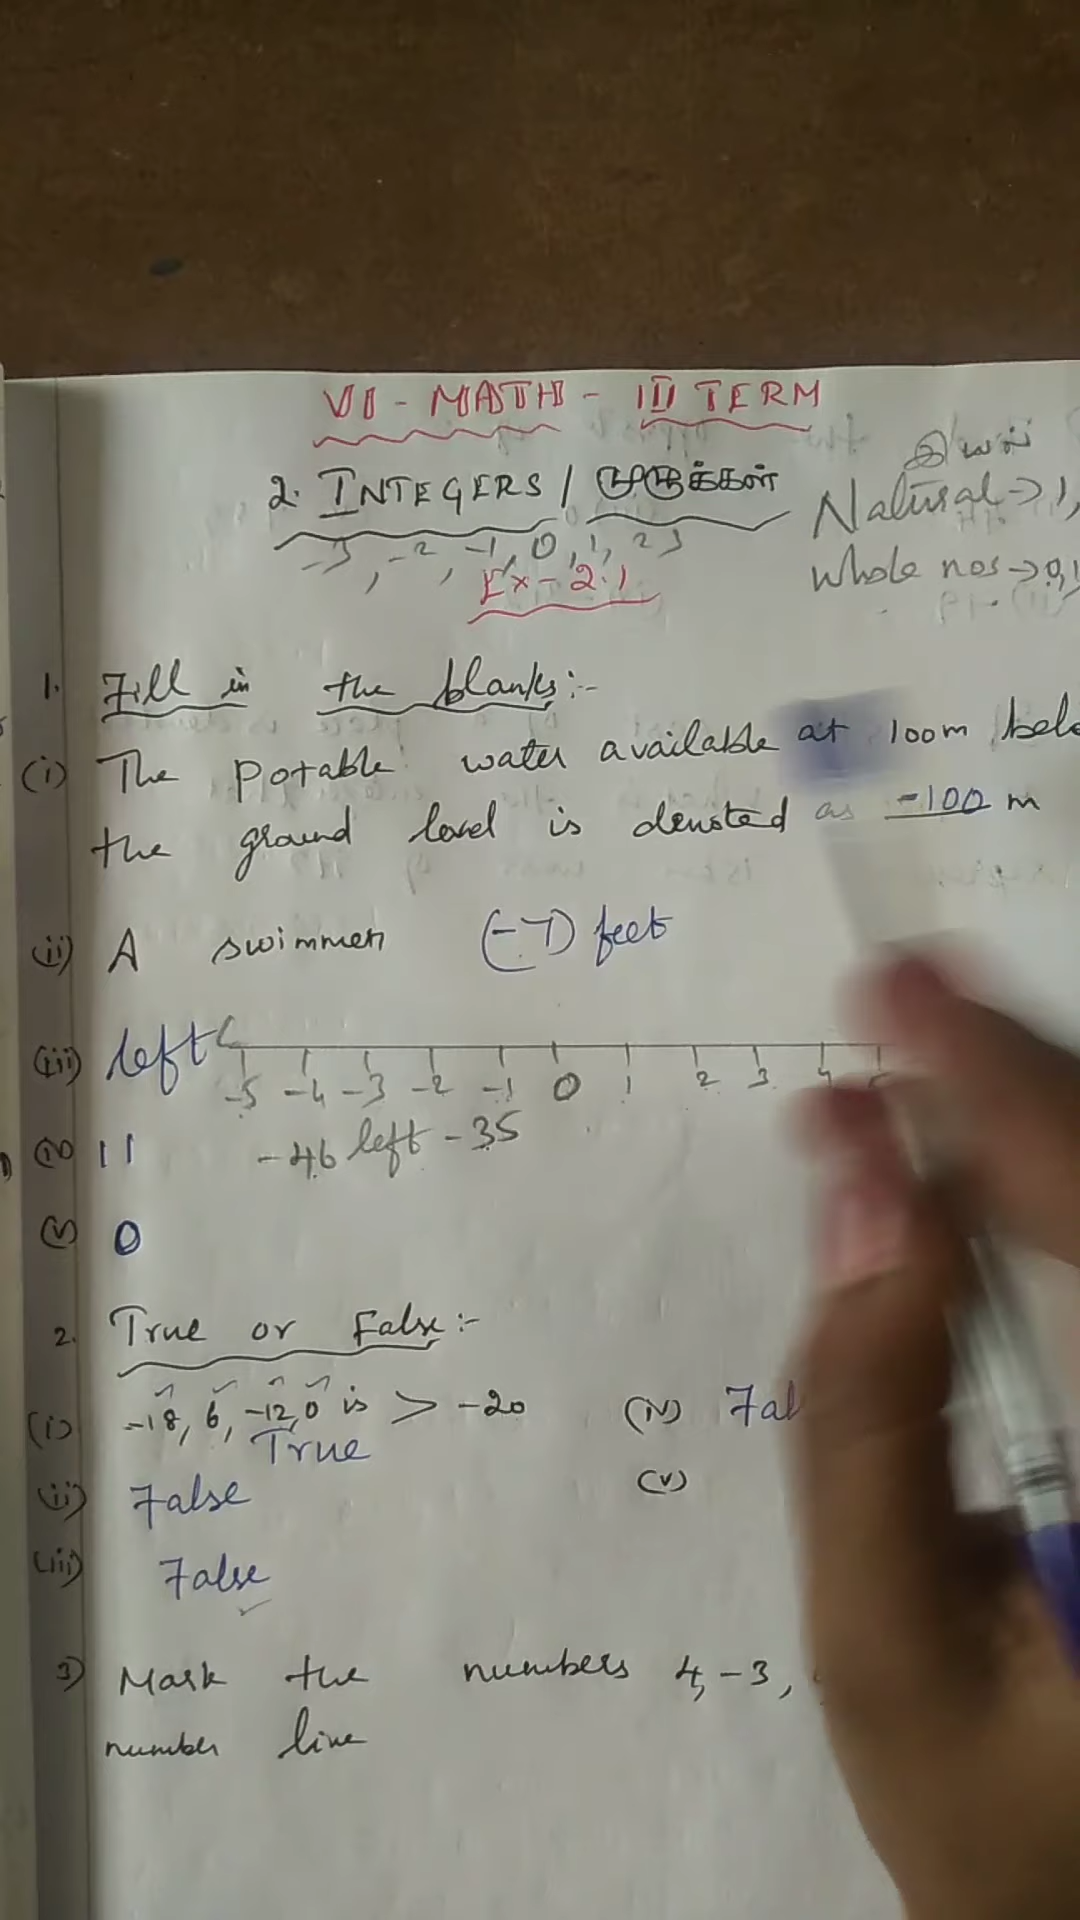 VI - MATH - III TERM
2. INTEGERS / முழுக்கள்
இயல்
Natural → 1,
-3, -2, -1, 0, 1, 2, 3
Whole nos → 0, 1
Ex - 2.1
1. Fill in the blanks :-
(i) The potable water available at 100m belo
the ground level is denoted as -100 m
(ii) A swimmer (-7) feet
(iii) left
-5 -4 -3 -2 -1 0 1 2 3 4
(iv) 11 -46 left -35
(v) 0
2. True or False :-
(i) -18, 6, -12, 0 is > -20 (iv) Fal
True
(ii) False (v)
(iii) False
3) Mark the numbers 4, -3,
number line